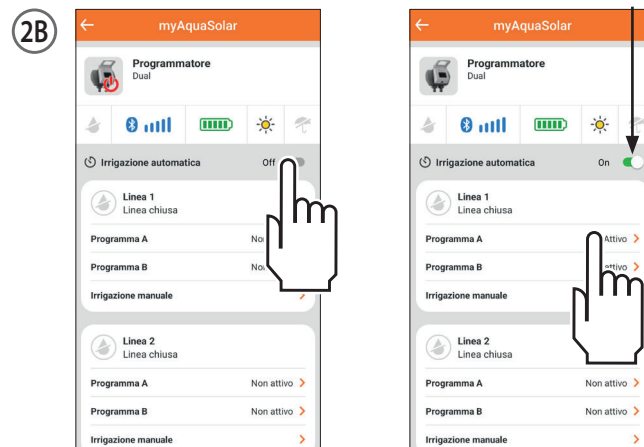 2B
myAquaSolar
Programmatore
Dual
Irrigazione automatica Off
Linea 1
Linea chiusa
Programma A
Programma B
Irrigazione manuale
Linea 2
Linea chiusa
Programma A Non attivo
Programma B Non attivo
Irrigazione manuale
myAquaSolar
Programmatore
Dual
Irrigazione automatica On
Linea 1
Linea chiusa
Programma A Attivo
Programma B
Irrigazione manuale
Linea 2
Linea chiusa
Programma A Non attivo
Programma B Non attivo
Irrigazione manuale